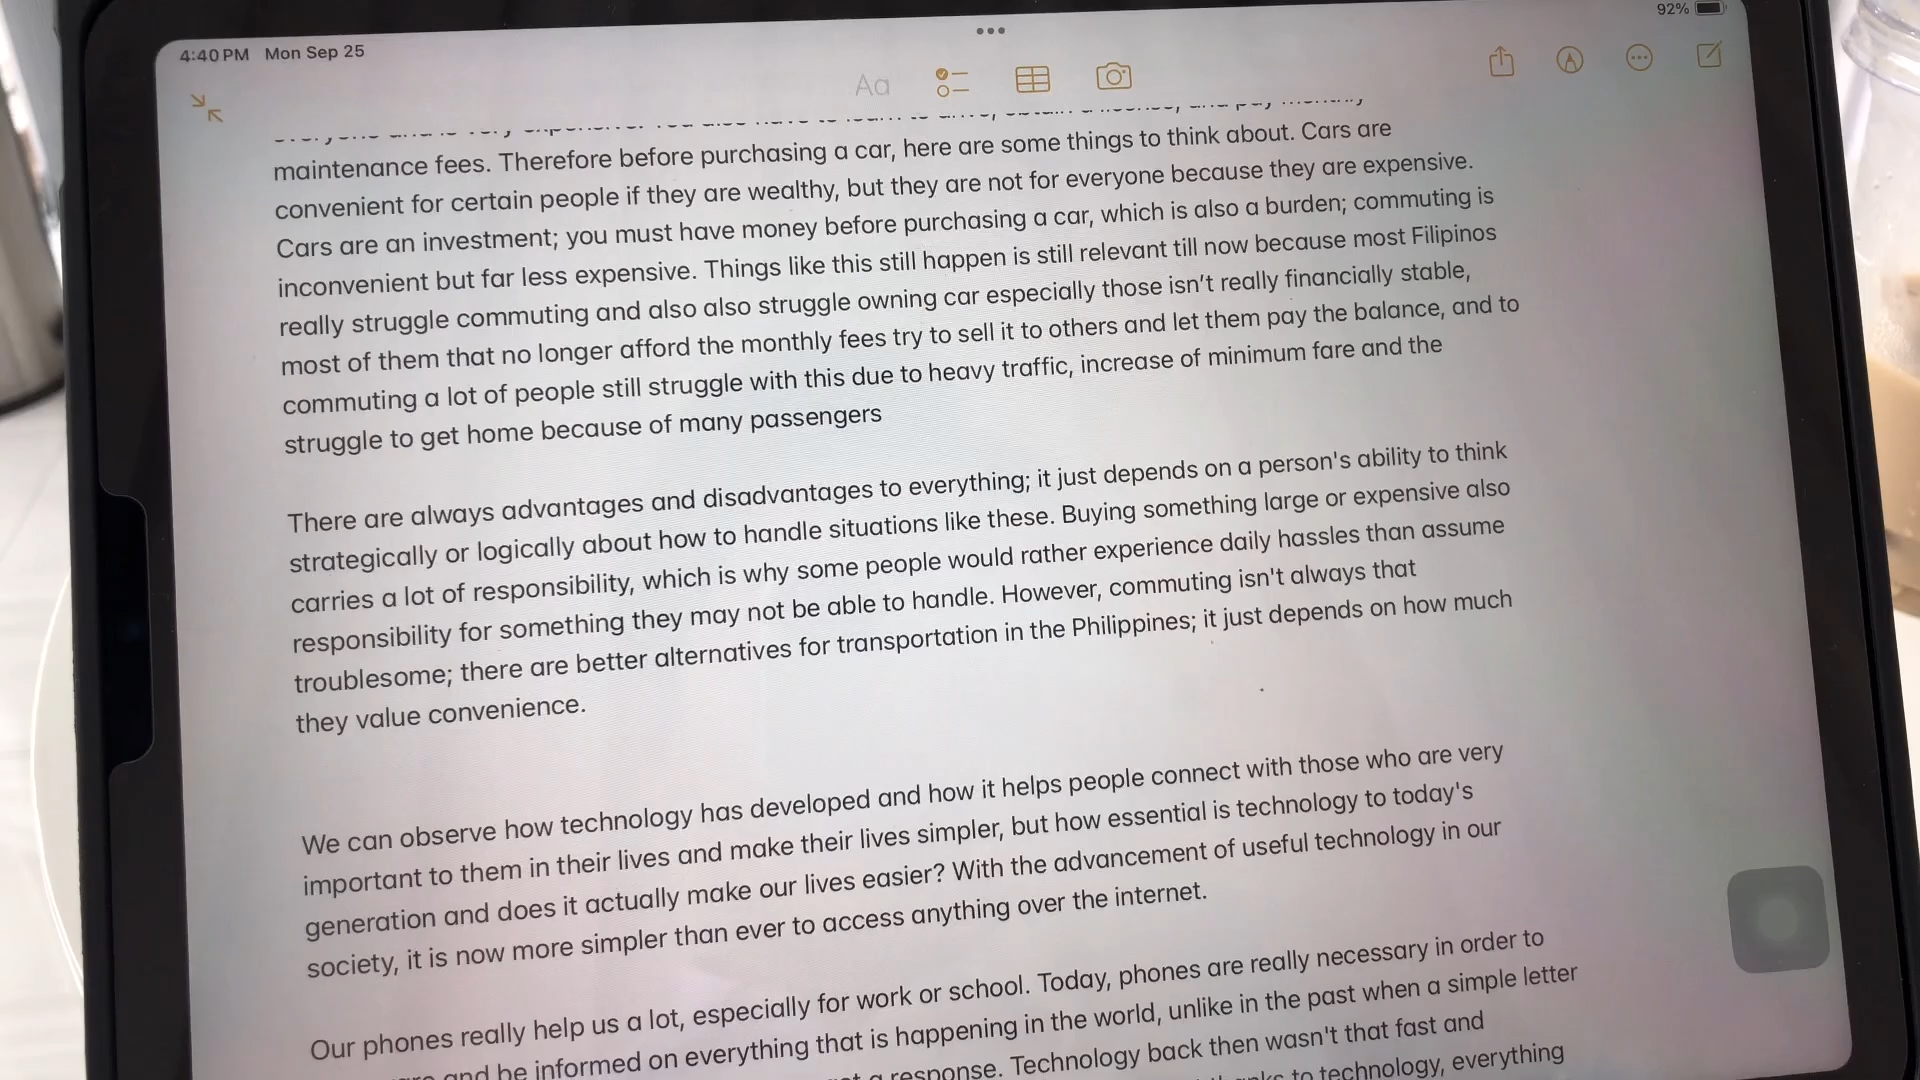 4:40 PM Mon Sep 25
92%
Aa
everyone and is very expensive. You also have to learn to drive, obtain a license, and pay monthly
maintenance fees. Therefore before purchasing a car, here are some things to think about. Cars are
convenient for certain people if they are wealthy, but they are not for everyone because they are expensive.
Cars are an investment; you must have money before purchasing a car, which is also a burden; commuting is
inconvenient but far less expensive. Things like this still happen is still relevant till now because most Filipinos
really struggle commuting and also also struggle owning car especially those isn’t really financially stable,
most of them that no longer afford the monthly fees try to sell it to others and let them pay the balance, and to
commuting a lot of people still struggle with this due to heavy traffic, increase of minimum fare and the
struggle to get home because of many passengers
There are always advantages and disadvantages to everything; it just depends on a person's ability to think
strategically or logically about how to handle situations like these. Buying something large or expensive also
carries a lot of responsibility, which is why some people would rather experience daily hassles than assume
responsibility for something they may not be able to handle. However, commuting isn't always that
troublesome; there are better alternatives for transportation in the Philippines; it just depends on how much
they value convenience.
We can observe how technology has developed and how it helps people connect with those who are very
important to them in their lives and make their lives simpler, but how essential is technology to today's
generation and does it actually make our lives easier? With the advancement of useful technology in our
society, it is now more simpler than ever to access anything over the internet.
Our phones really help us a lot, especially for work or school. Today, phones are really necessary in order to
and be informed on everything that is happening in the world, unlike in the past when a simple letter
a response. Technology back then wasn't that fast and
to technology, everything